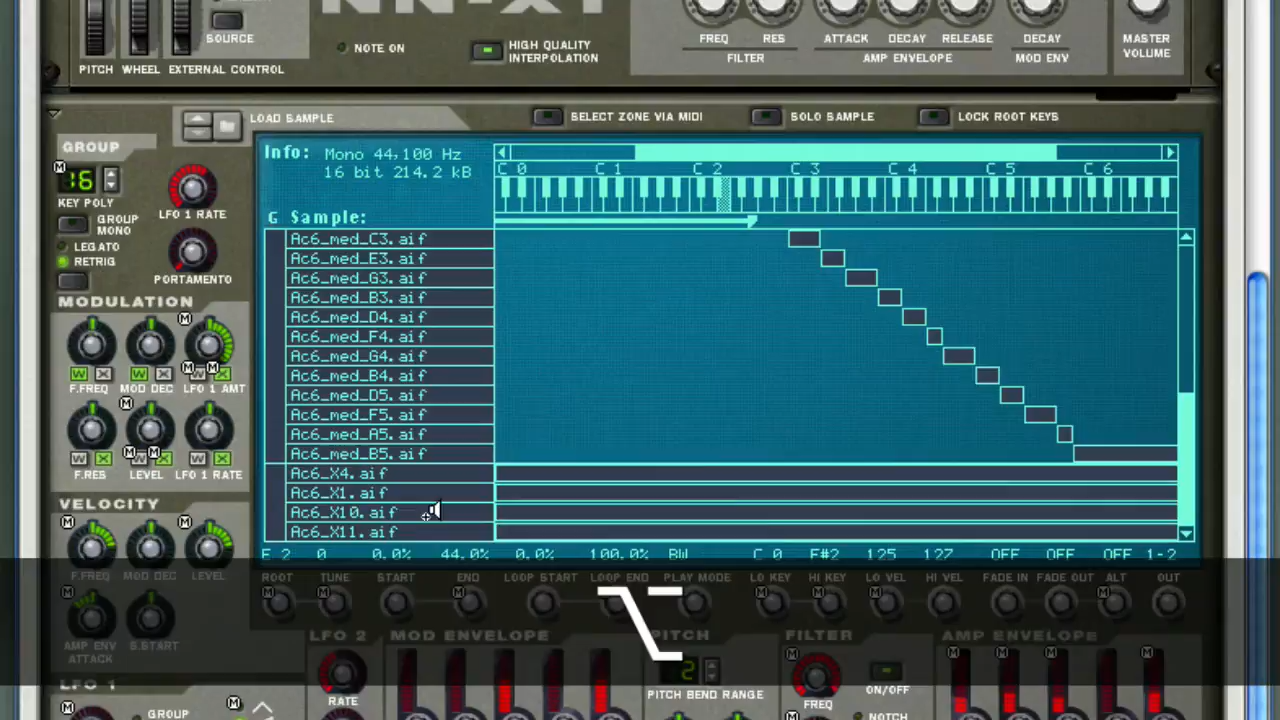 NN-XT
SOURCE
PITCH WHEEL EXTERNAL CONTROL
NOTE ON
HIGH QUALITY
INTERPOLATION
FREQ RES
FILTER
ATTACK DECAY RELEASE
AMP ENVELOPE
DECAY
MOD ENV
MASTER
VOLUME
LOAD SAMPLE
SELECT ZONE VIA MIDI
SOLO SAMPLE
LOCK ROOT KEYS
GROUP
M
16
KEY POLY
GROUP
MONO
LEGATO
RETRIG
LFO 1 RATE
PORTAMENTO
Info: Mono 44,100 Hz
16 bit 214.2 kB
C 0 C 1 C 2 C 3 C 4 C 5 C 6
G Sample:
Ac6_med_C3.aif
Ac6_med_E3.aif
Ac6_med_G3.aif
Ac6_med_B3.aif
Ac6_med_D4.aif
Ac6_med_F4.aif
Ac6_med_G4.aif
Ac6_med_B4.aif
Ac6_med_D5.aif
Ac6_med_F5.aif
Ac6_med_A5.aif
Ac6_med_B5.aif
Ac6_X4.aif
Ac6_X1.aif
Ac6_X10.aif
Ac6_X11.aif
E 2 0 0.0% 44.0% 0.0% 100.0% BW C 0 F#2 125 127 OFF OFF OFF 1-2
MODULATION
M
M M
W X W X W X
F.FREQ MOD DEC LFO 1 AMT
M
M M
W X W X W X
F.RES LEVEL LFO 1 RATE
VELOCITY
M M
F.FREQ MOD DEC LEVEL
M
AMP ENV
ATTACK
S.START
ROOT TUNE START END LOOP START LOOP END PLAY MODE LO KEY HI KEY LO VEL HI VEL FADE IN FADE OUT ALT OUT
M M M M M M M
LFO 1
M M
GROUP
LFO 2
RATE
MOD ENVELOPE
PITCH
2
PITCH BEND RANGE
FILTER
M
FREQ
ON/OFF
M
NOTCH
AMP ENVELOPE
M M M M